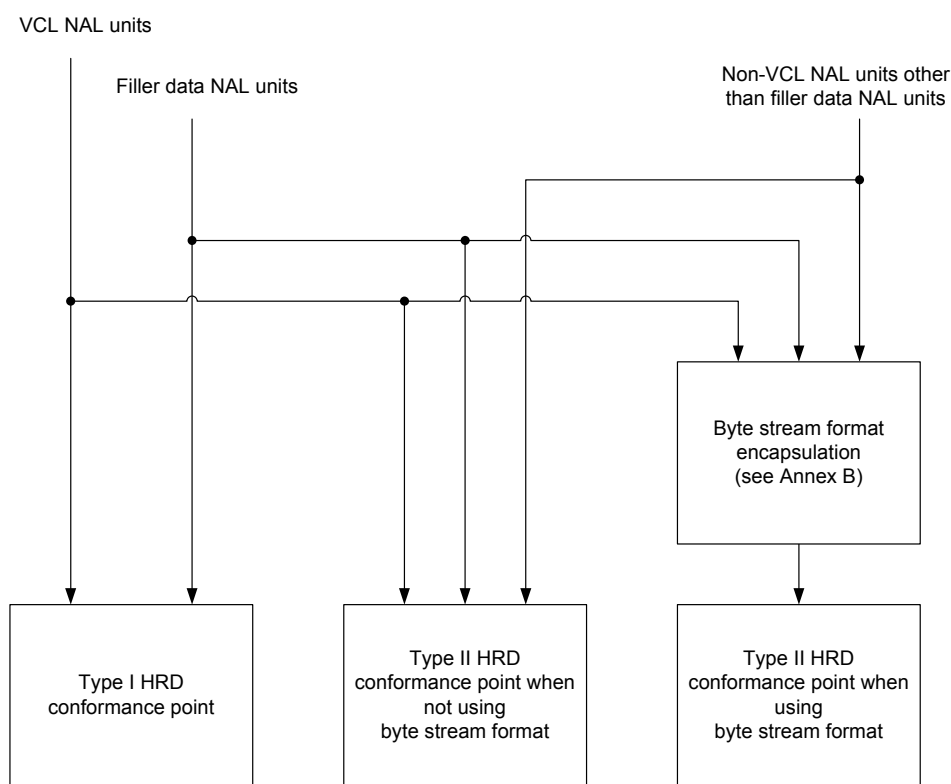 VCL NAL units
Filler data NAL units
Non-VCL NAL units other
than filler data NAL units
Byte stream format
encapsulation
(see Annex B)
Type I HRD
conformance point
Type II HRD
conformance point when
not using
byte stream format
Type II HRD
conformance point when
using
byte stream format